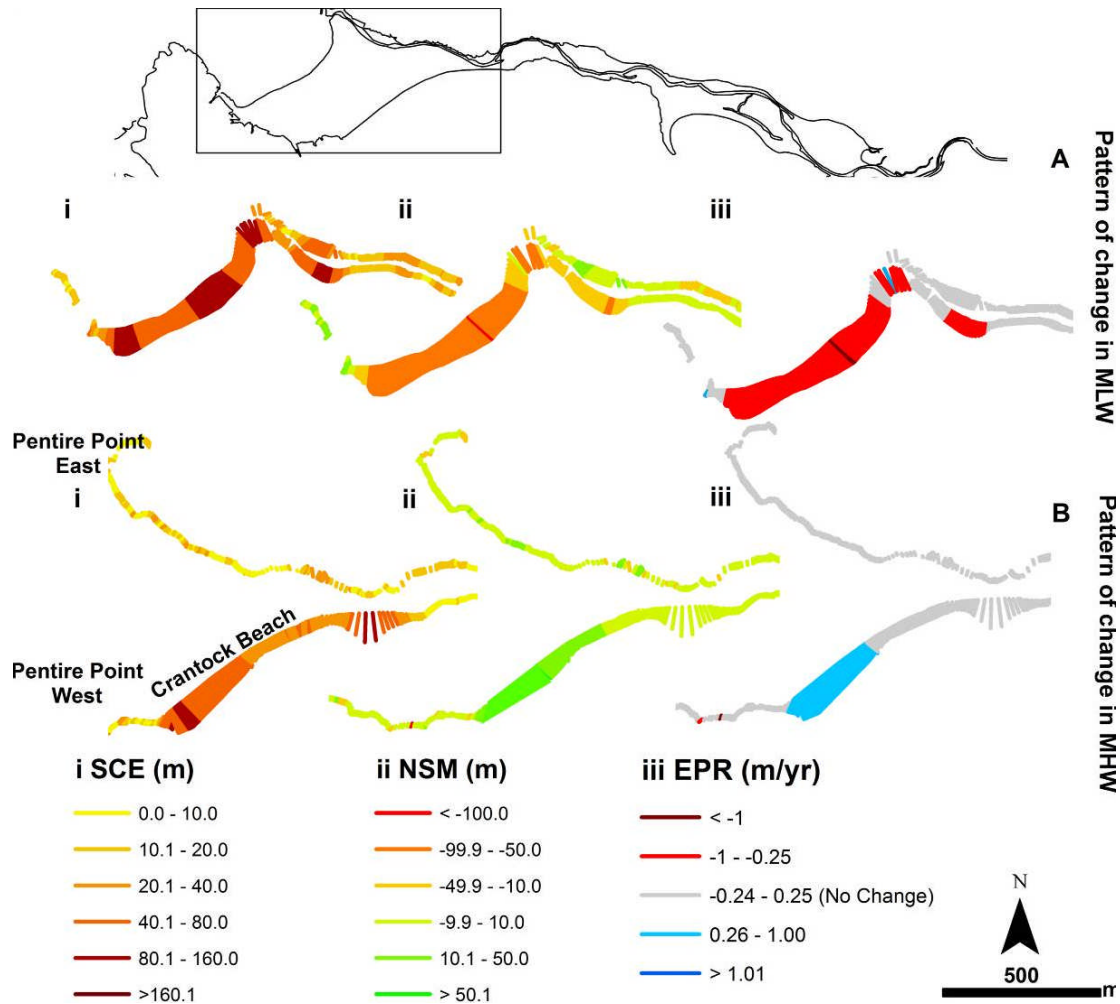 A
Pattern of change in MLW
i
ii
iii
Pentire Point
East
i
ii
iii
B
Pattern of change in MHW
Crantock Beach
Pentire Point
West
i SCE (m)
0.0 - 10.0
10.1 - 20.0
20.1 - 40.0
40.1 - 80.0
80.1 - 160.0
>160.1
ii NSM (m)
< -100.0
-99.9 - -50.0
-49.9 - -10.0
-9.9 - 10.0
10.1 - 50.0
> 50.1
iii EPR (m/yr)
< -1
-1 - -0.25
-0.24 - 0.25 (No Change)
0.26 - 1.00
> 1.01
N
500
m